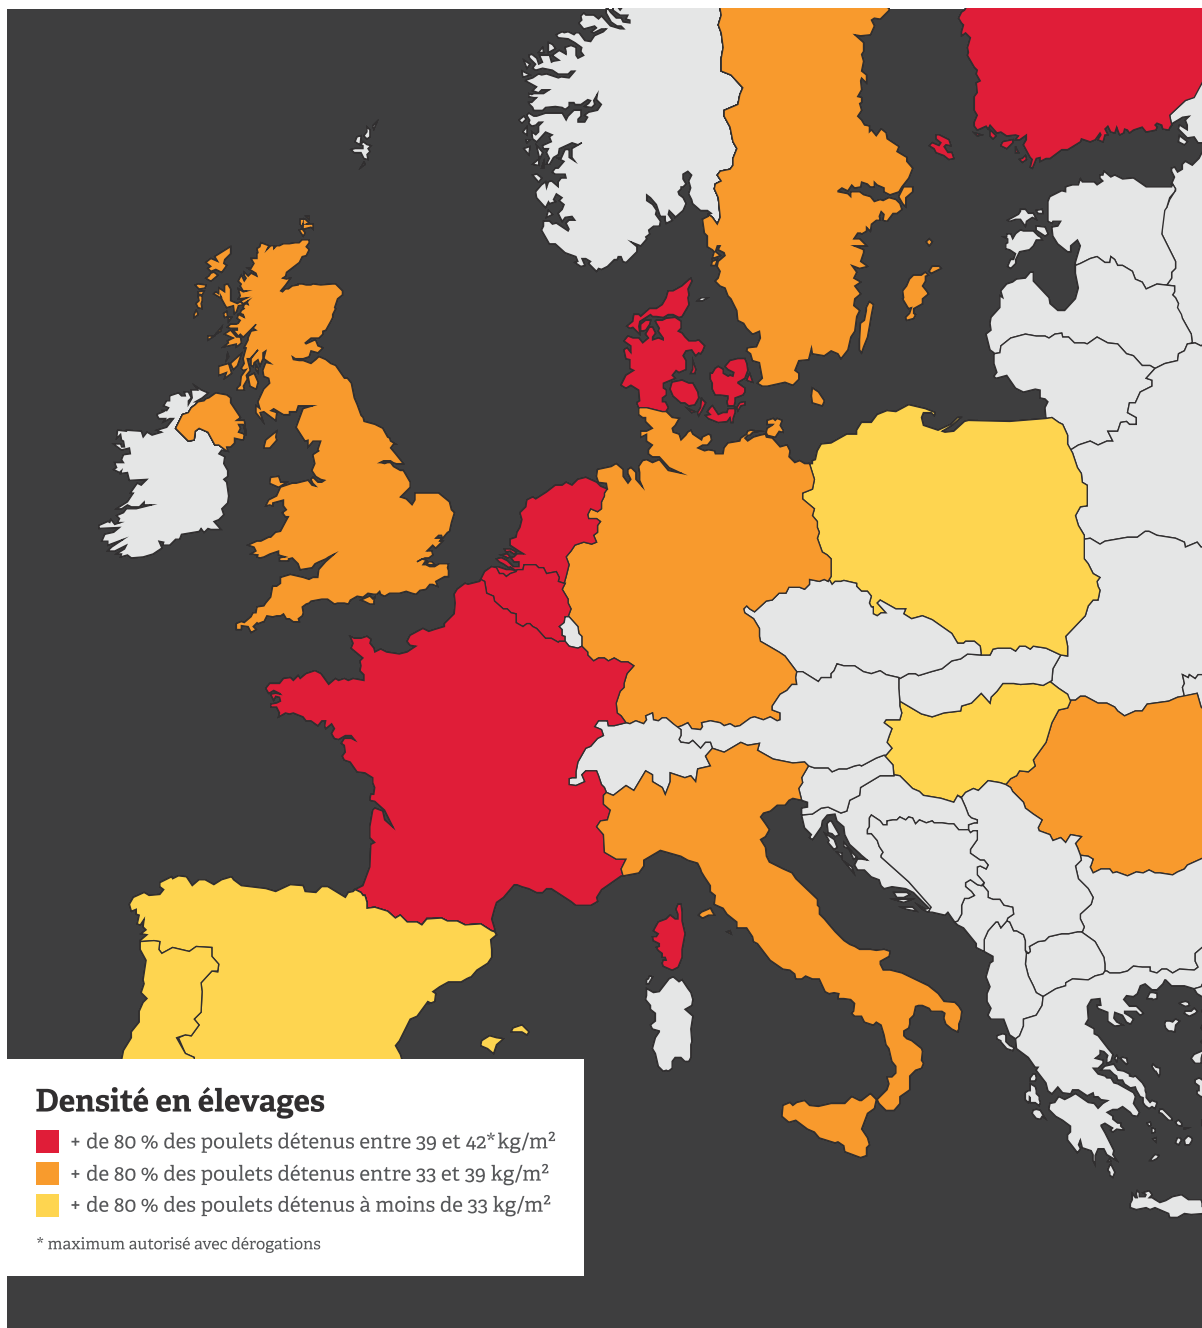 Densité en élevages
+ de 80 % des poulets détenus entre 39 et 42* kg/m²
+ de 80 % des poulets détenus entre 33 et 39 kg/m²
+ de 80 % des poulets détenus à moins de 33 kg/m²
* maximum autorisé avec dérogations